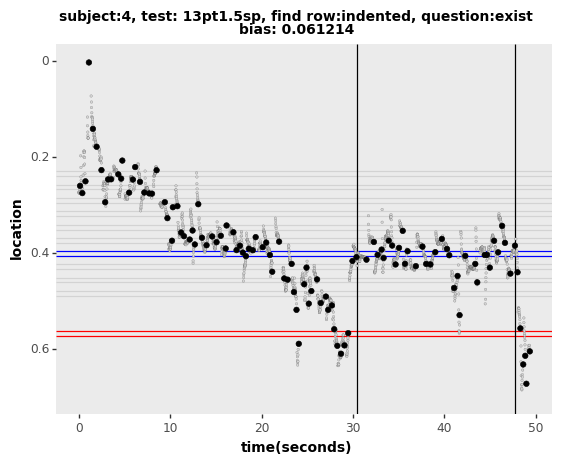 subject:4, test: 13pt1.5sp, find row:indented, question:exist
bias: 0.061214
0
0.2
0.4
0.6
location
0 10 20 30 40 50
time(seconds)